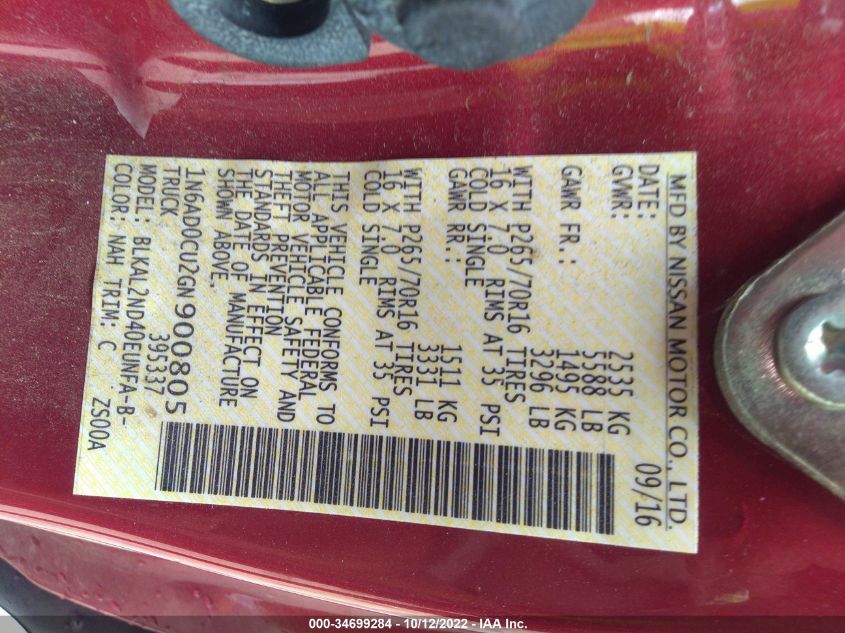 MFD BY NISSAN MOTOR CO., LTD.
DATE: 09/16
GVWR: 2535 KG
5588 LB
GAWR FR.: 1495 KG
3296 LB
WITH P265/70R16 TIRES
16 X 7.0 RIMS AT 35 PSI
COLD SINGLE
GAWR RR.: 1511 KG
3331 LB
WITH P265/70R16 TIRES
16 X 7.0 RIMS AT 35 PSI
COLD SINGLE
THIS VEHICLE CONFORMS TO
ALL APPLICABLE FEDERAL
MOTOR VEHICLE SAFETY AND
THEFT PREVENTION
STANDARDS IN EFFECT ON
THE DATE OF MANUFACTURE
SHOWN ABOVE.
1N6AD0CU2GN900805
TRUCK 395337
MODEL: BLKAL2ND40EUNFA-B-
COLOR: NAH TRIM: C ZS00A
000-34699284 - 10/12/2022 - IAA Inc.